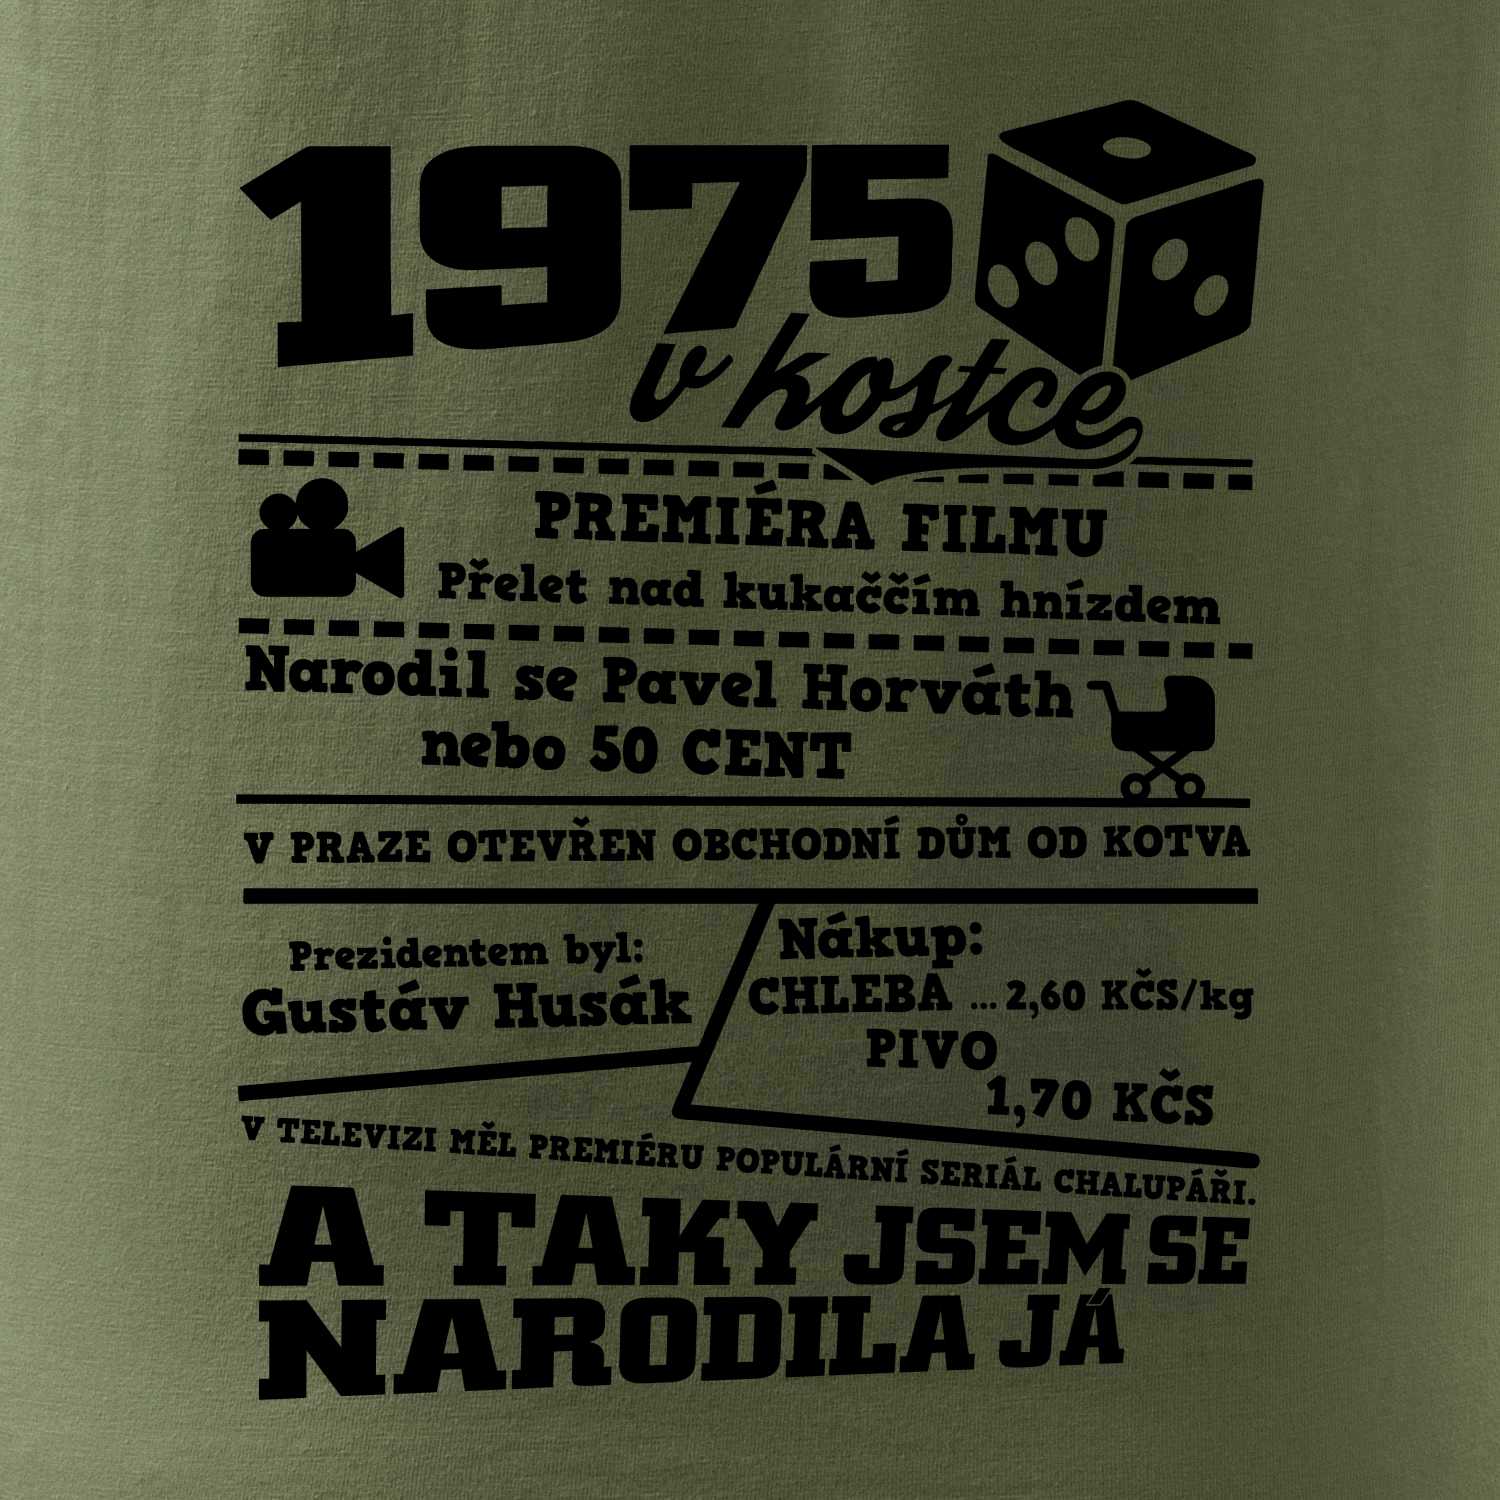 1975
v kostce
PREMIÉRA FILMU
Přelet nad kukaččím hnízdem
Narodil se Pavel Horváth
nebo 50 CENT
V PRAZE OTEVŘEN OBCHODNÍ DŮM OD KOTVA
Prezidentem byl:
Gustáv Husák
Nákup:
CHLEBA ... 2,60 KČS/kg
PIVO
1,70 KČS
V TELEVIZI MĚL PREMIÉRU POPULÁRNÍ SERIÁL CHALUPÁŘI.
A TAKY JSEM SE
NARODILA JÁ